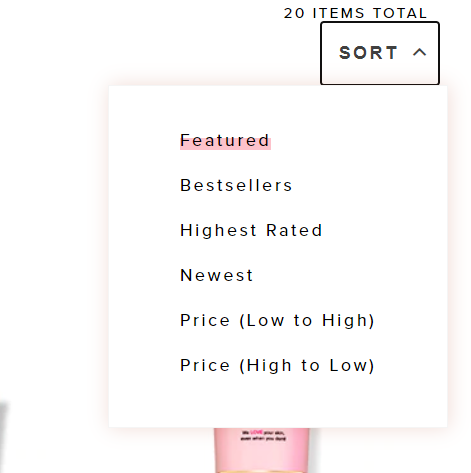 20 ITEMS TOTAL
SORT
Featured
Bestsellers
Highest Rated
Newest
Price (Low to High)
Price (High to Low)
We LOVE your skin,
even when you don't